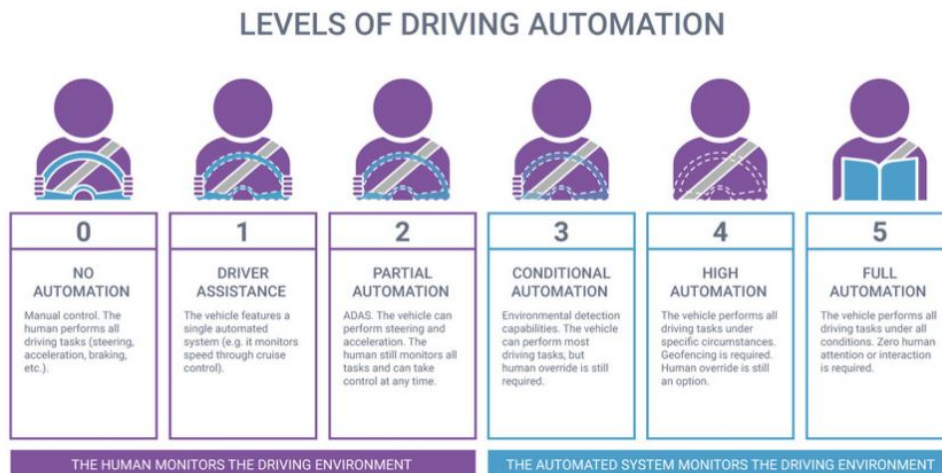 LEVELS OF DRIVING AUTOMATION
0
NO
AUTOMATION
Manual control. The
human performs all
driving tasks (steering,
acceleration, braking,
etc.).
1
DRIVER
ASSISTANCE
The vehicle features a
single automated
system (e.g. it monitors
speed through cruise
control).
2
PARTIAL
AUTOMATION
ADAS. The vehicle can
perform steering and
acceleration. The
human still monitors all
tasks and can take
control at any time.
3
CONDITIONAL
AUTOMATION
Environmental detection
capabilities. The vehicle
can perform most
driving tasks, but
human override is still
required.
4
HIGH
AUTOMATION
The vehicle performs all
driving tasks under
specific circumstances.
Geofencing is required.
Human override is still
an option.
5
FULL
AUTOMATION
The vehicle performs all
driving tasks under all
conditions. Zero human
attention or interaction
is required.
THE HUMAN MONITORS THE DRIVING ENVIRONMENT
THE AUTOMATED SYSTEM MONITORS THE DRIVING ENVIRONMENT